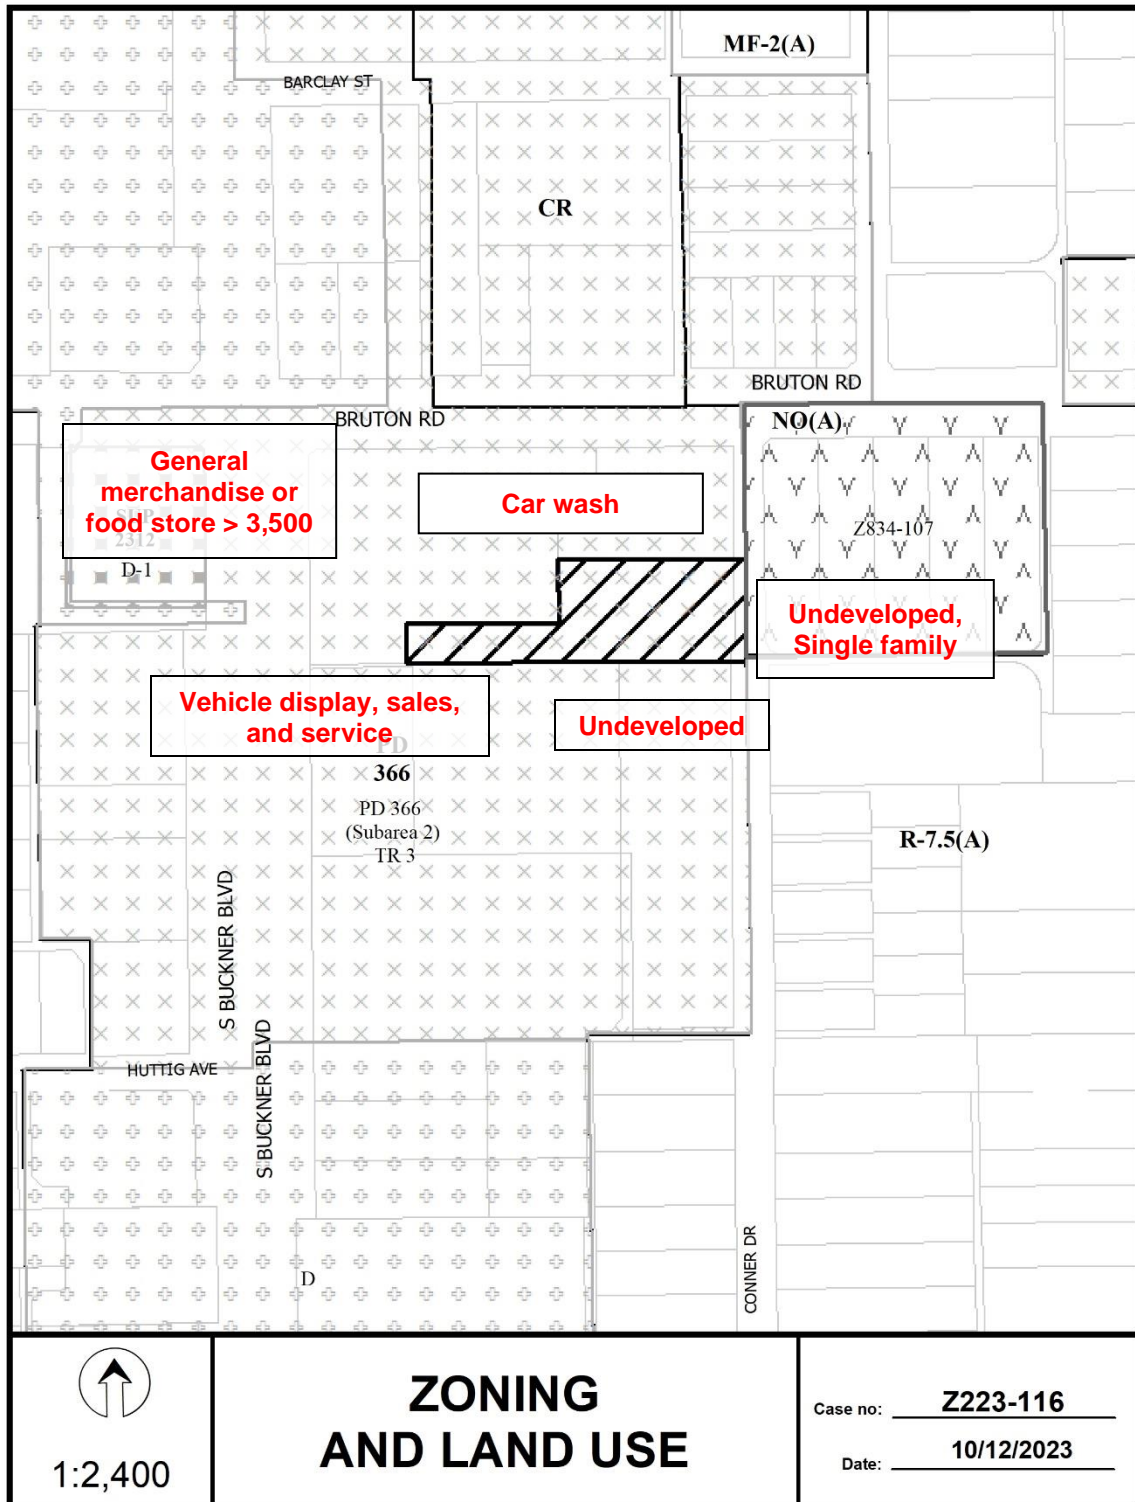 MF-2(A)
BARCLAY ST
CR
BRUTON RD
BRUTON RD
NO(A)
General
merchandise or
food store > 3,500
SUP
2312
D-1
Car wash
Z834-107
Undeveloped,
Single family
Vehicle display, sales,
and service
Undeveloped
PD
366
PD 366
(Subarea 2)
TR 3
R-7.5(A)
S BUCKNER BLVD
S BUCKNER BLVD
HUTTIG AVE
D
CONNER DR
1:2,400
ZONING
AND LAND USE
Case no: Z223-116
Date: 10/12/2023